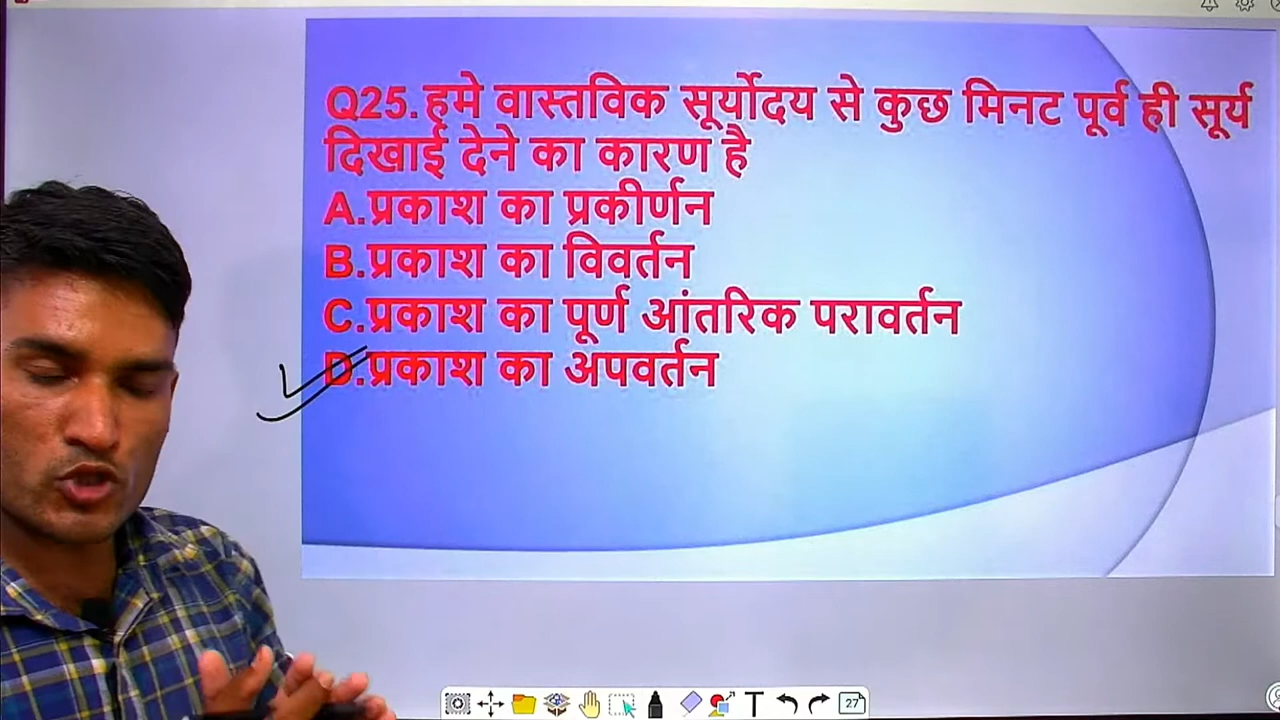 Q25.हमे वास्तविक सूर्योदय से कुछ मिनट पूर्व ही सूर्य
दिखाई देने का कारण है
A.प्रकाश का प्रकीर्णन
B.प्रकाश का विवर्तन
C.प्रकाश का पूर्ण आंतरिक परावर्तन
D.प्रकाश का अपवर्तन
T
27